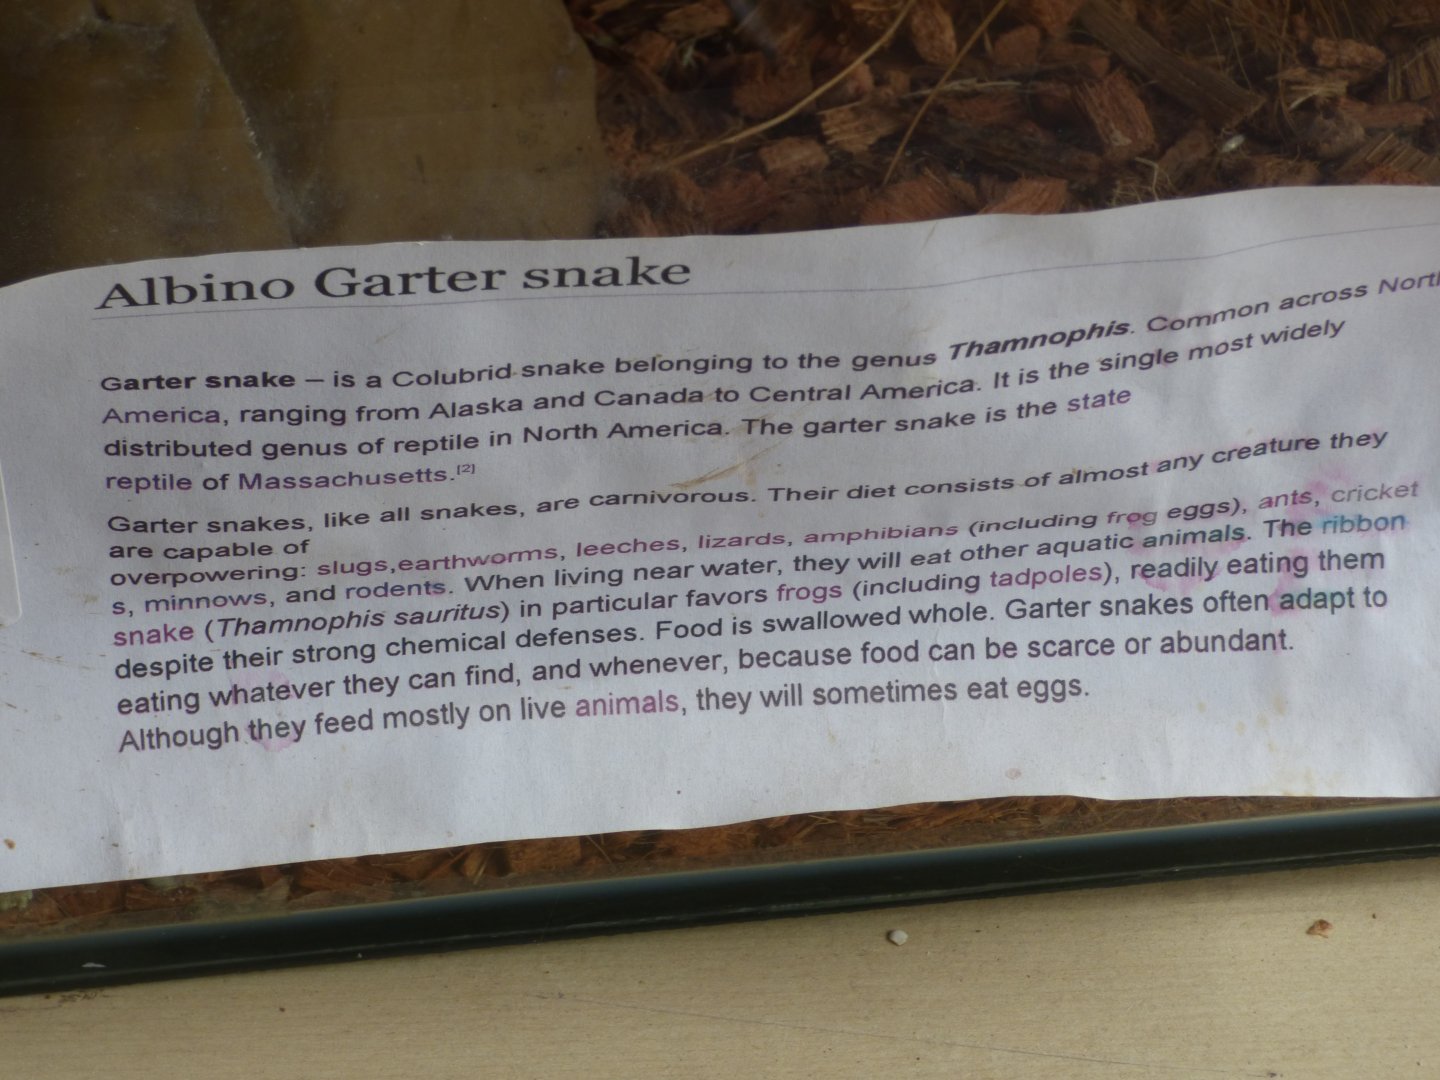 Albino Garter snake
Garter snake – is a Colubrid snake belonging to the genus Thamnophis. Common across North
America, ranging from Alaska and Canada to Central America. It is the single most widely
distributed genus of reptile in North America. The garter snake is the state
reptile of Massachusetts.[2]
Garter snakes, like all snakes, are carnivorous. Their diet consists of almost any creature they
are capable of
overpowering: slugs,earthworms, leeches, lizards, amphibians (including frog eggs), ants, cricket
s, minnows, and rodents. When living near water, they will eat other aquatic animals. The ribbon
snake (Thamnophis sauritus) in particular favors frogs (including tadpoles), readily eating them
despite their strong chemical defenses. Food is swallowed whole. Garter snakes often adapt to
eating whatever they can find, and whenever, because food can be scarce or abundant.
Although they feed mostly on live animals, they will sometimes eat eggs.